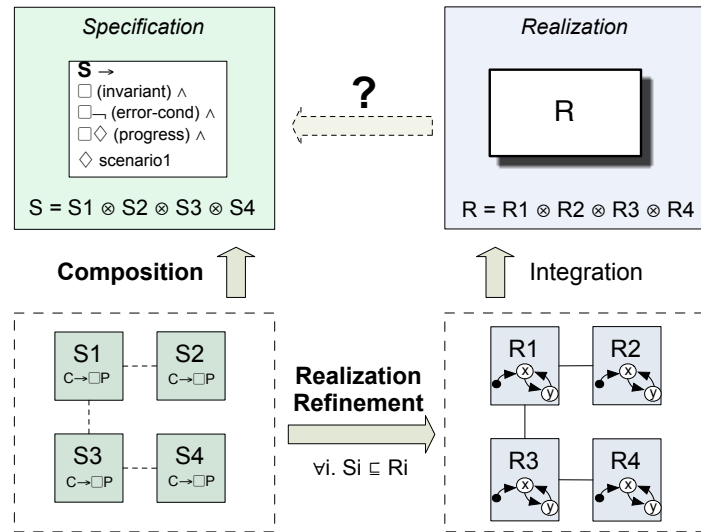 Specification
S →
□ (invariant) ∧
□¬ (error-cond) ∧
□◇ (progress) ∧
◇ scenario1
S = S1 ⊗ S2 ⊗ S3 ⊗ S4
?
Realization
R
R = R1 ⊗ R2 ⊗ R3 ⊗ R4
Composition
Integration
S1
C→□P
S2
C→□P
S3
C→□P
S4
C→□P
Realization
Refinement
∀i. Si ⊑ Ri
R1
x
y
R2
x
y
R3
x
y
R4
x
y